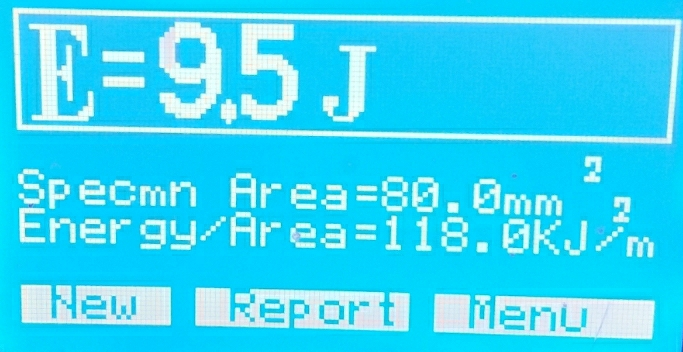 E=9.5 J
Specmn Area=80.0mm²
Energy/Area=118.0KJ/m²
New Report Menu